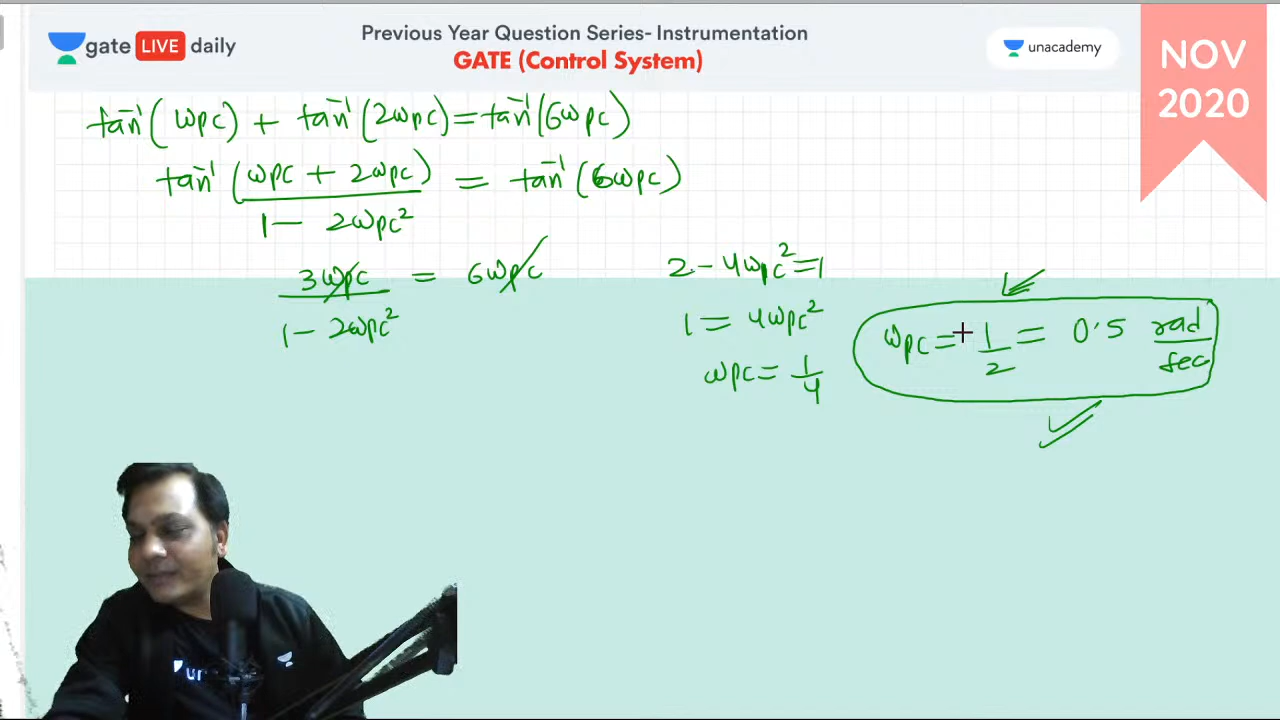 gate LIVE daily
Previous Year Question Series- Instrumentation
GATE (Control System)
unacademy
NOV
2020
tan⁻¹(ωpc) + tan⁻¹(2ωpc) = tan⁻¹(6ωpc)
tan⁻¹(ωpc + 2ωpc) = tan⁻¹(6ωpc)
1 - 2ωpc²
3ωpc = 6ωpc
1 - 2ωpc²
2 - 4ωpc² = 1
1 = 4ωpc²
ωpc = 1/4
ωpc = + 1/2 = 0.5 rad/sec